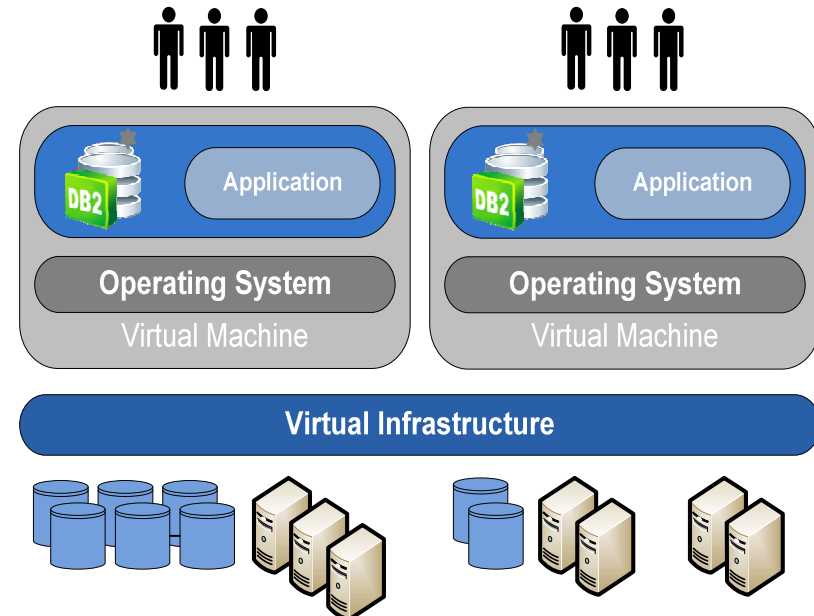 DB2
Application
DB2
Application
Operating System
Operating System
Virtual Machine
Virtual Machine
Virtual Infrastructure